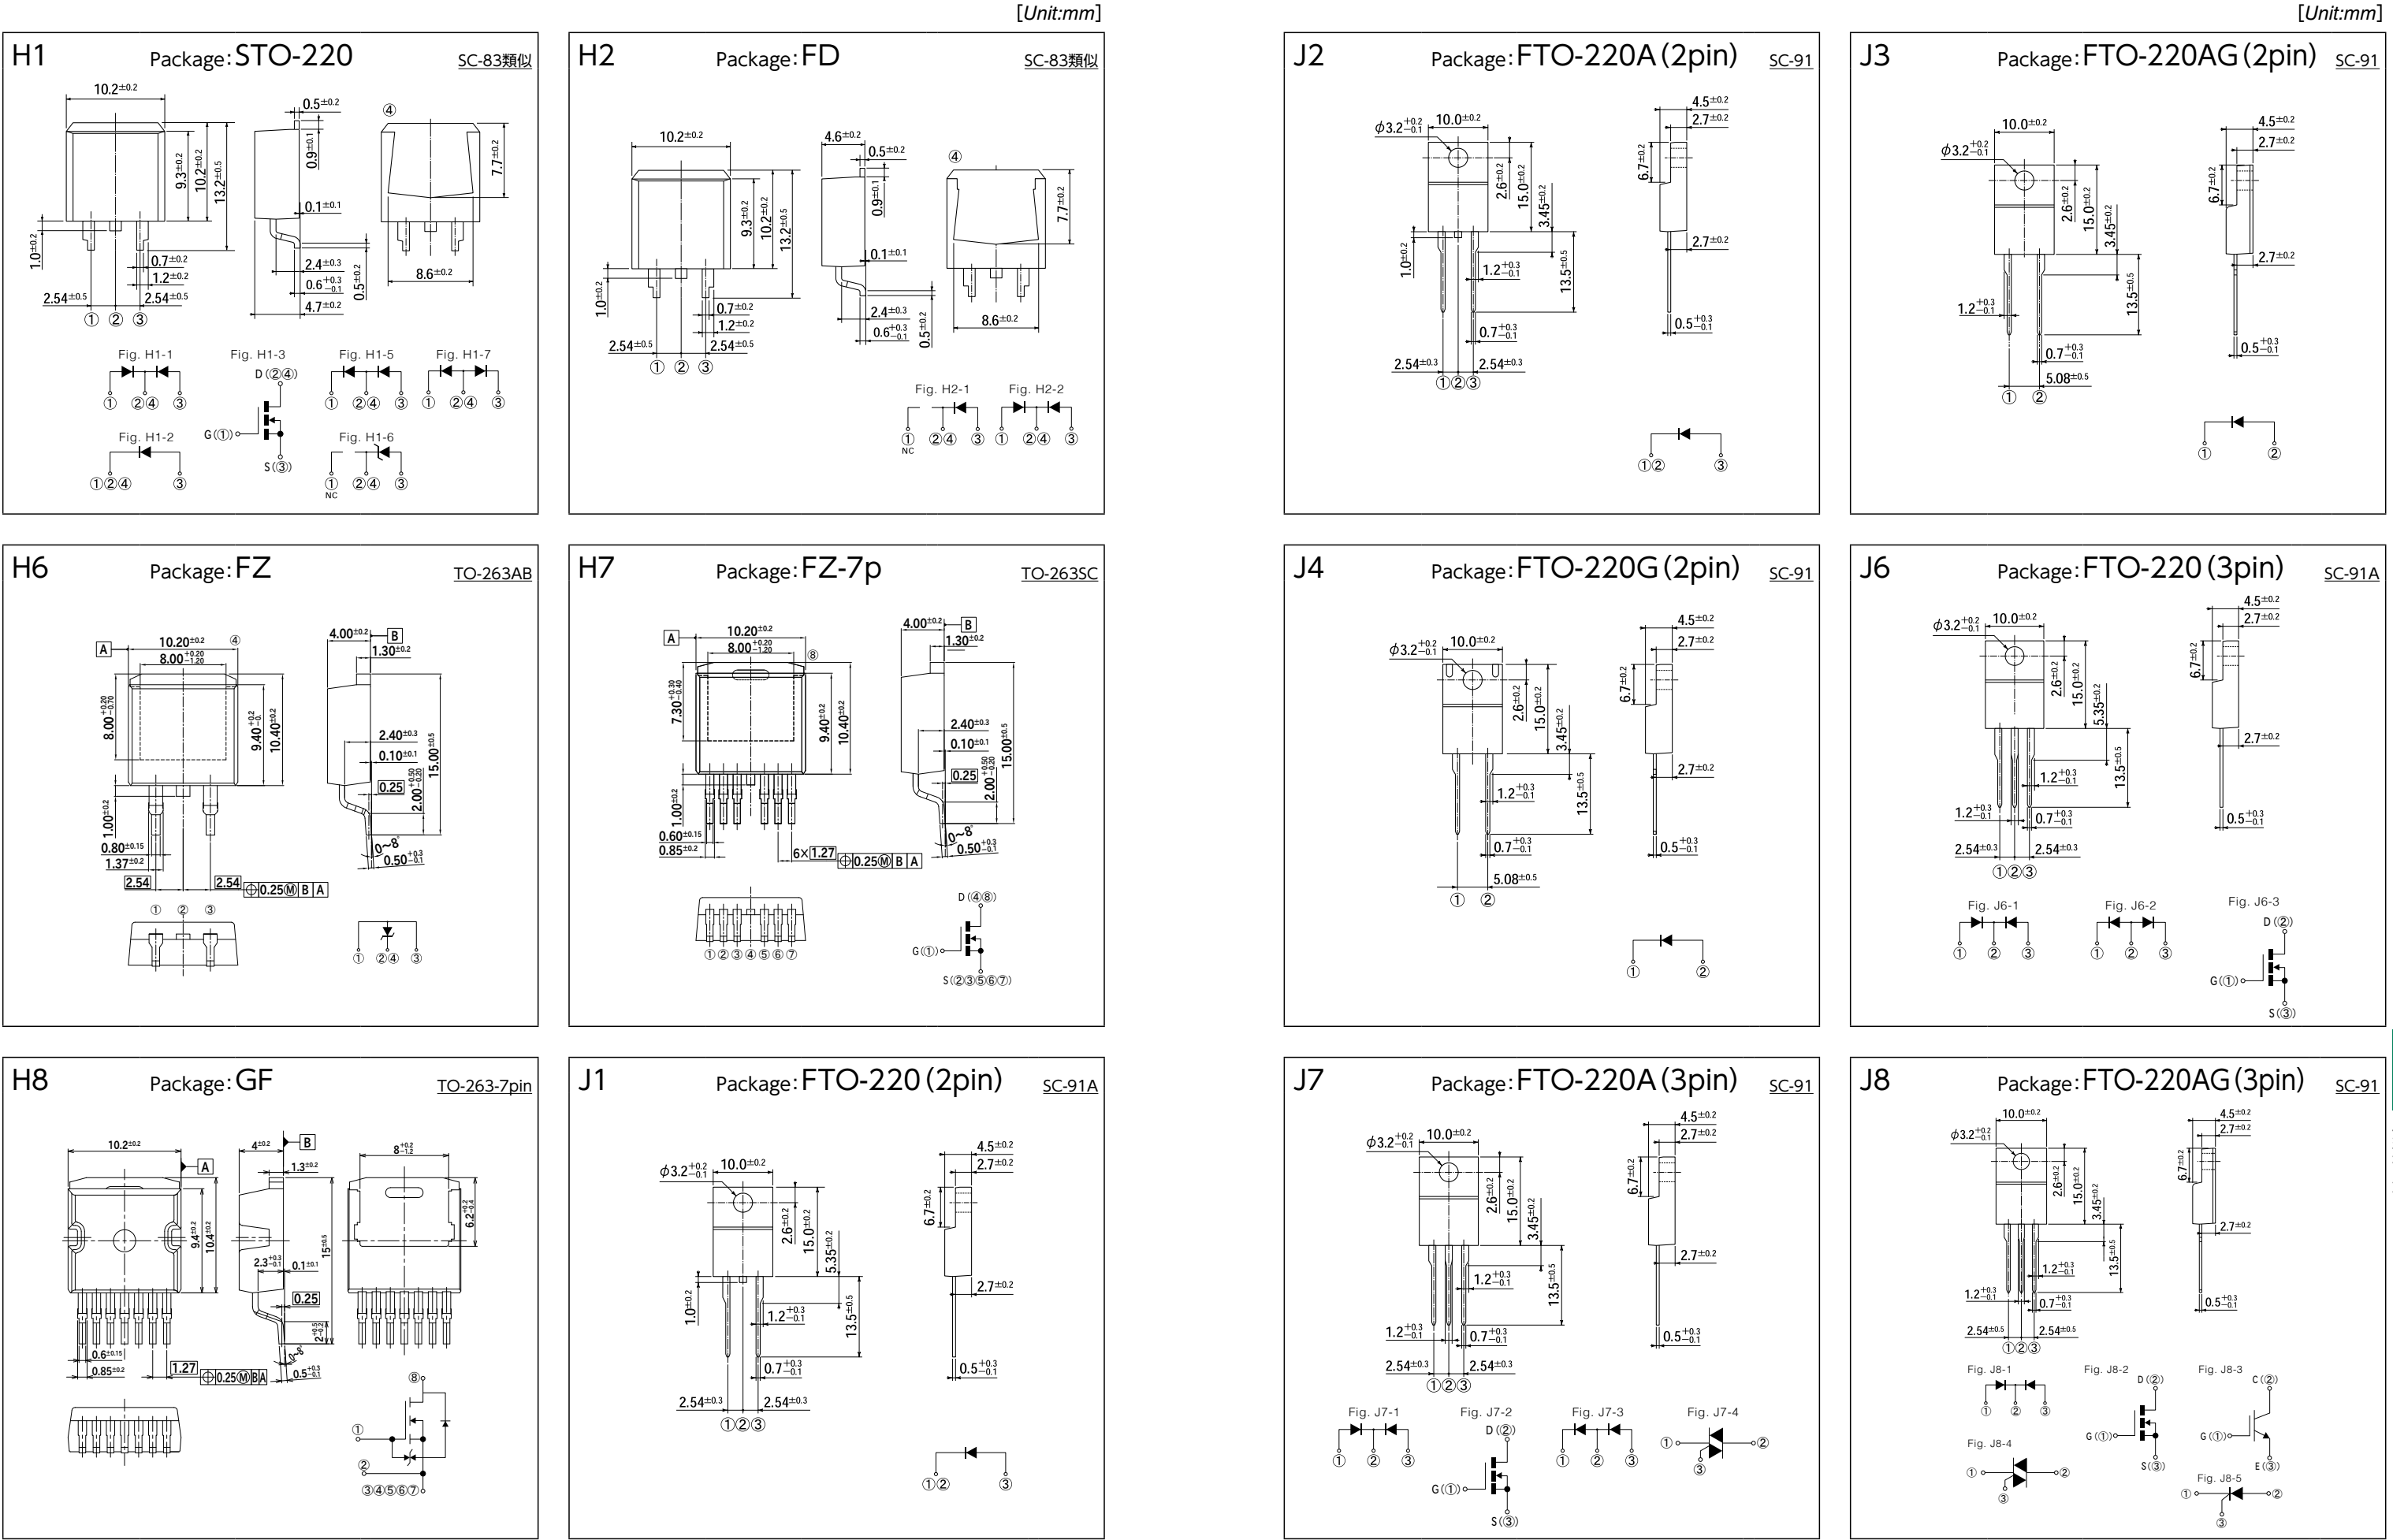 [Unit:mm]
[Unit:mm]
H1
Package:STO-220
SC-83類似
10.2±0.2
0.5±0.2
④
9.3±0.2
10.2±0.2
13.2±0.5
0.9±0.1
7.7±0.2
0.1±0.1
1.0±0.2
0.7±0.2
1.2±0.2
2.4±0.3
0.6+0.3−0.1
0.5±0.2
8.6±0.2
2.54±0.5
2.54±0.5
4.7±0.2
① ② ③
Fig. H1-1
① ②④ ③
Fig. H1-3
D(②④)
G(①)
S(③)
Fig. H1-5
① ②④ ③
Fig. H1-7
① ②④ ③
Fig. H1-2
①②④ ③
Fig. H1-6
① ②④ ③
NC
H2
Package:FD
SC-83類似
10.2±0.2
4.6±0.2
0.5±0.2
④
9.3±0.2
10.2±0.2
13.2±0.5
0.9±0.1
7.7±0.2
0.1±0.1
1.0±0.2
0.7±0.2
1.2±0.2
2.4±0.3
0.6+0.3−0.1
0.5±0.2
8.6±0.2
2.54±0.5
2.54±0.5
① ② ③
Fig. H2-1
① ②④ ③
NC
Fig. H2-2
① ②④ ③
J2
Package:FTO-220A(2pin)
SC-91
4.5±0.2
2.7±0.2
φ3.2+0.2−0.1
10.0±0.2
6.7±0.2
2.6±0.2
15.0±0.2
3.45±0.2
1.0±0.2
2.7±0.2
1.2+0.3−0.1
13.5±0.5
0.7+0.3−0.1
0.5+0.3−0.1
2.54±0.3
2.54±0.3
①②③
①② ③
J3
Package:FTO-220AG(2pin)
SC-91
10.0±0.2
4.5±0.2
2.7±0.2
φ3.2+0.2−0.1
6.7±0.2
2.6±0.2
15.0±0.2
3.45±0.2
2.7±0.2
1.2+0.3−0.1
13.5±0.5
0.7+0.3−0.1
0.5+0.3−0.1
5.08±0.5
① ②
① ②
H6
Package:FZ
TO-263AB
A
10.20±0.2
④
8.00+0.20−1.20
4.00±0.2
B
1.30±0.2
8.00+0.20−0.70
10.40±0.2
2.40±0.3
0.10±0.1
15.00±0.5
0.25
2.00+0.50−0.20
1.00±0.2
0.80±0.15
1.37±0.2
0~8°
0.50+0.3−0.1
2.54
2.54
0.25Ⓜ B A
① ② ③
① ②④ ③
H7
Package:FZ-7p
TO-263SC
A
10.20±0.2
8.00+0.20−1.20
⑧
4.00±0.2
B
1.30±0.2
7.30+0.30−0.40
9.40±0.2
10.40±0.2
2.40±0.3
0.10±0.1
15.00±0.5
0.25
2.00+0.50−0.20
1.00±0.2
0.60±0.15
0.85±0.2
0~8°
0.50+0.3−0.1
6×1.27
0.25Ⓜ B A
①②③④⑤⑥⑦
D(④⑧)
G(①)
S(②③⑤⑥⑦)
J4
Package:FTO-220G(2pin)
SC-91
4.5±0.2
2.7±0.2
φ3.2+0.2−0.1
10.0±0.2
6.7±0.2
2.6±0.2
15.0±0.2
3.45±0.2
2.7±0.2
1.2+0.3−0.1
13.5±0.5
0.7+0.3−0.1
0.5+0.3−0.1
5.08±0.5
① ②
① ②
J6
Package:FTO-220(3pin)
SC-91A
4.5±0.2
2.7±0.2
φ3.2+0.2−0.1
10.0±0.2
6.7±0.2
2.6±0.2
15.0±0.2
5.35±0.2
2.7±0.2
1.2+0.3−0.1
13.5±0.5
1.2+0.3−0.1
0.7+0.3−0.1
0.5+0.3−0.1
2.54±0.3
2.54±0.3
①②③
Fig. J6-1
① ② ③
Fig. J6-2
① ② ③
Fig. J6-3
D(②)
G(①)
S(③)
H8
Package:GF
TO-263-7pin
10.2±0.2
A
4±0.2
B
1.3±0.2
8+0.2−1.2
9.4±0.2
10.4±0.2
6.2+0.2−0.4
15±0.5
2.3+0.3−0.1
0.1±0.1
0.25
2+0.5−0.2
0~8°
0.6±0.15
0.85±0.2
1.27
0.25Ⓜ B A
0.5+0.3−0.1
⑧
①
②
③④⑤⑥⑦
J1
Package:FTO-220(2pin)
SC-91A
4.5±0.2
2.7±0.2
φ3.2+0.2−0.1
10.0±0.2
6.7±0.2
2.6±0.2
15.0±0.2
5.35±0.2
1.0±0.2
2.7±0.2
1.2+0.3−0.1
13.5±0.5
0.7+0.3−0.1
0.5+0.3−0.1
2.54±0.3
2.54±0.3
①②③
①② ③
J7
Package:FTO-220A(3pin)
SC-91
4.5±0.2
2.7±0.2
φ3.2+0.2−0.1
10.0±0.2
6.7±0.2
2.6±0.2
15.0±0.2
3.45±0.2
2.7±0.2
1.2+0.3−0.1
13.5±0.5
1.2+0.3−0.1
0.7+0.3−0.1
0.5+0.3−0.1
2.54±0.3
2.54±0.3
①②③
Fig. J7-1
① ② ③
Fig. J7-2
D(②)
G(①)
S(③)
Fig. J7-3
① ② ③
Fig. J7-4
① ②
③
J8
Package:FTO-220AG(3pin)
SC-91
10.0±0.2
4.5±0.2
2.7±0.2
φ3.2+0.2−0.1
6.7±0.2
2.6±0.2
15.0±0.2
3.45±0.2
2.7±0.2
1.2+0.3−0.1
13.5±0.5
1.2+0.3−0.1
0.7+0.3−0.1
0.5+0.3−0.1
2.54±0.5
2.54±0.5
①②③
Fig. J8-1
① ② ③
Fig. J8-2
D(②)
G(①)
S(③)
Fig. J8-3
C(②)
G(①)
E(③)
Fig. J8-4
① ②
③
Fig. J8-5
① ②
③